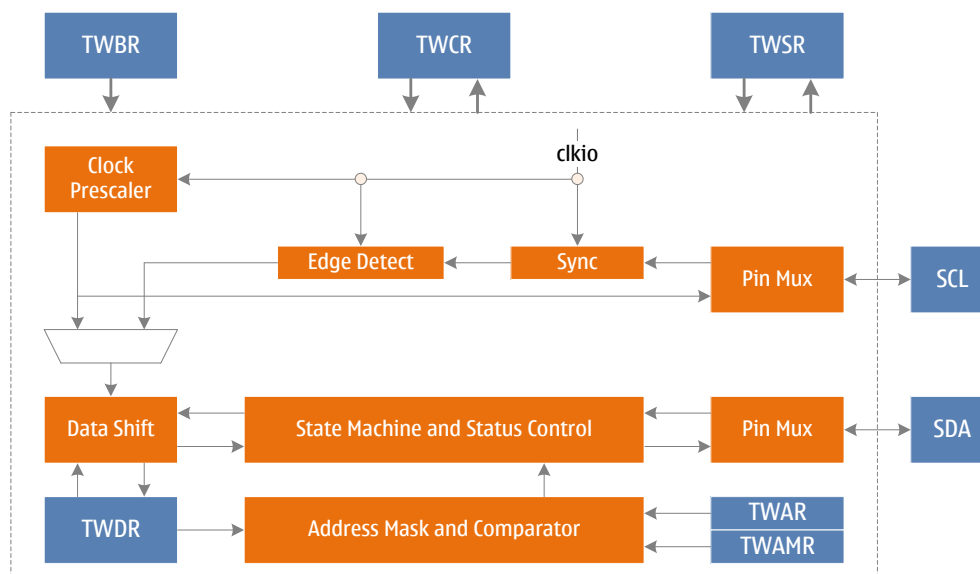 TWBR
TWCR
TWSR
clkio
Clock
Prescaler
Edge Detect
Sync
Pin Mux
SCL
Data Shift
State Machine and Status Control
Pin Mux
SDA
TWDR
Address Mask and Comparator
TWAR
TWAMR